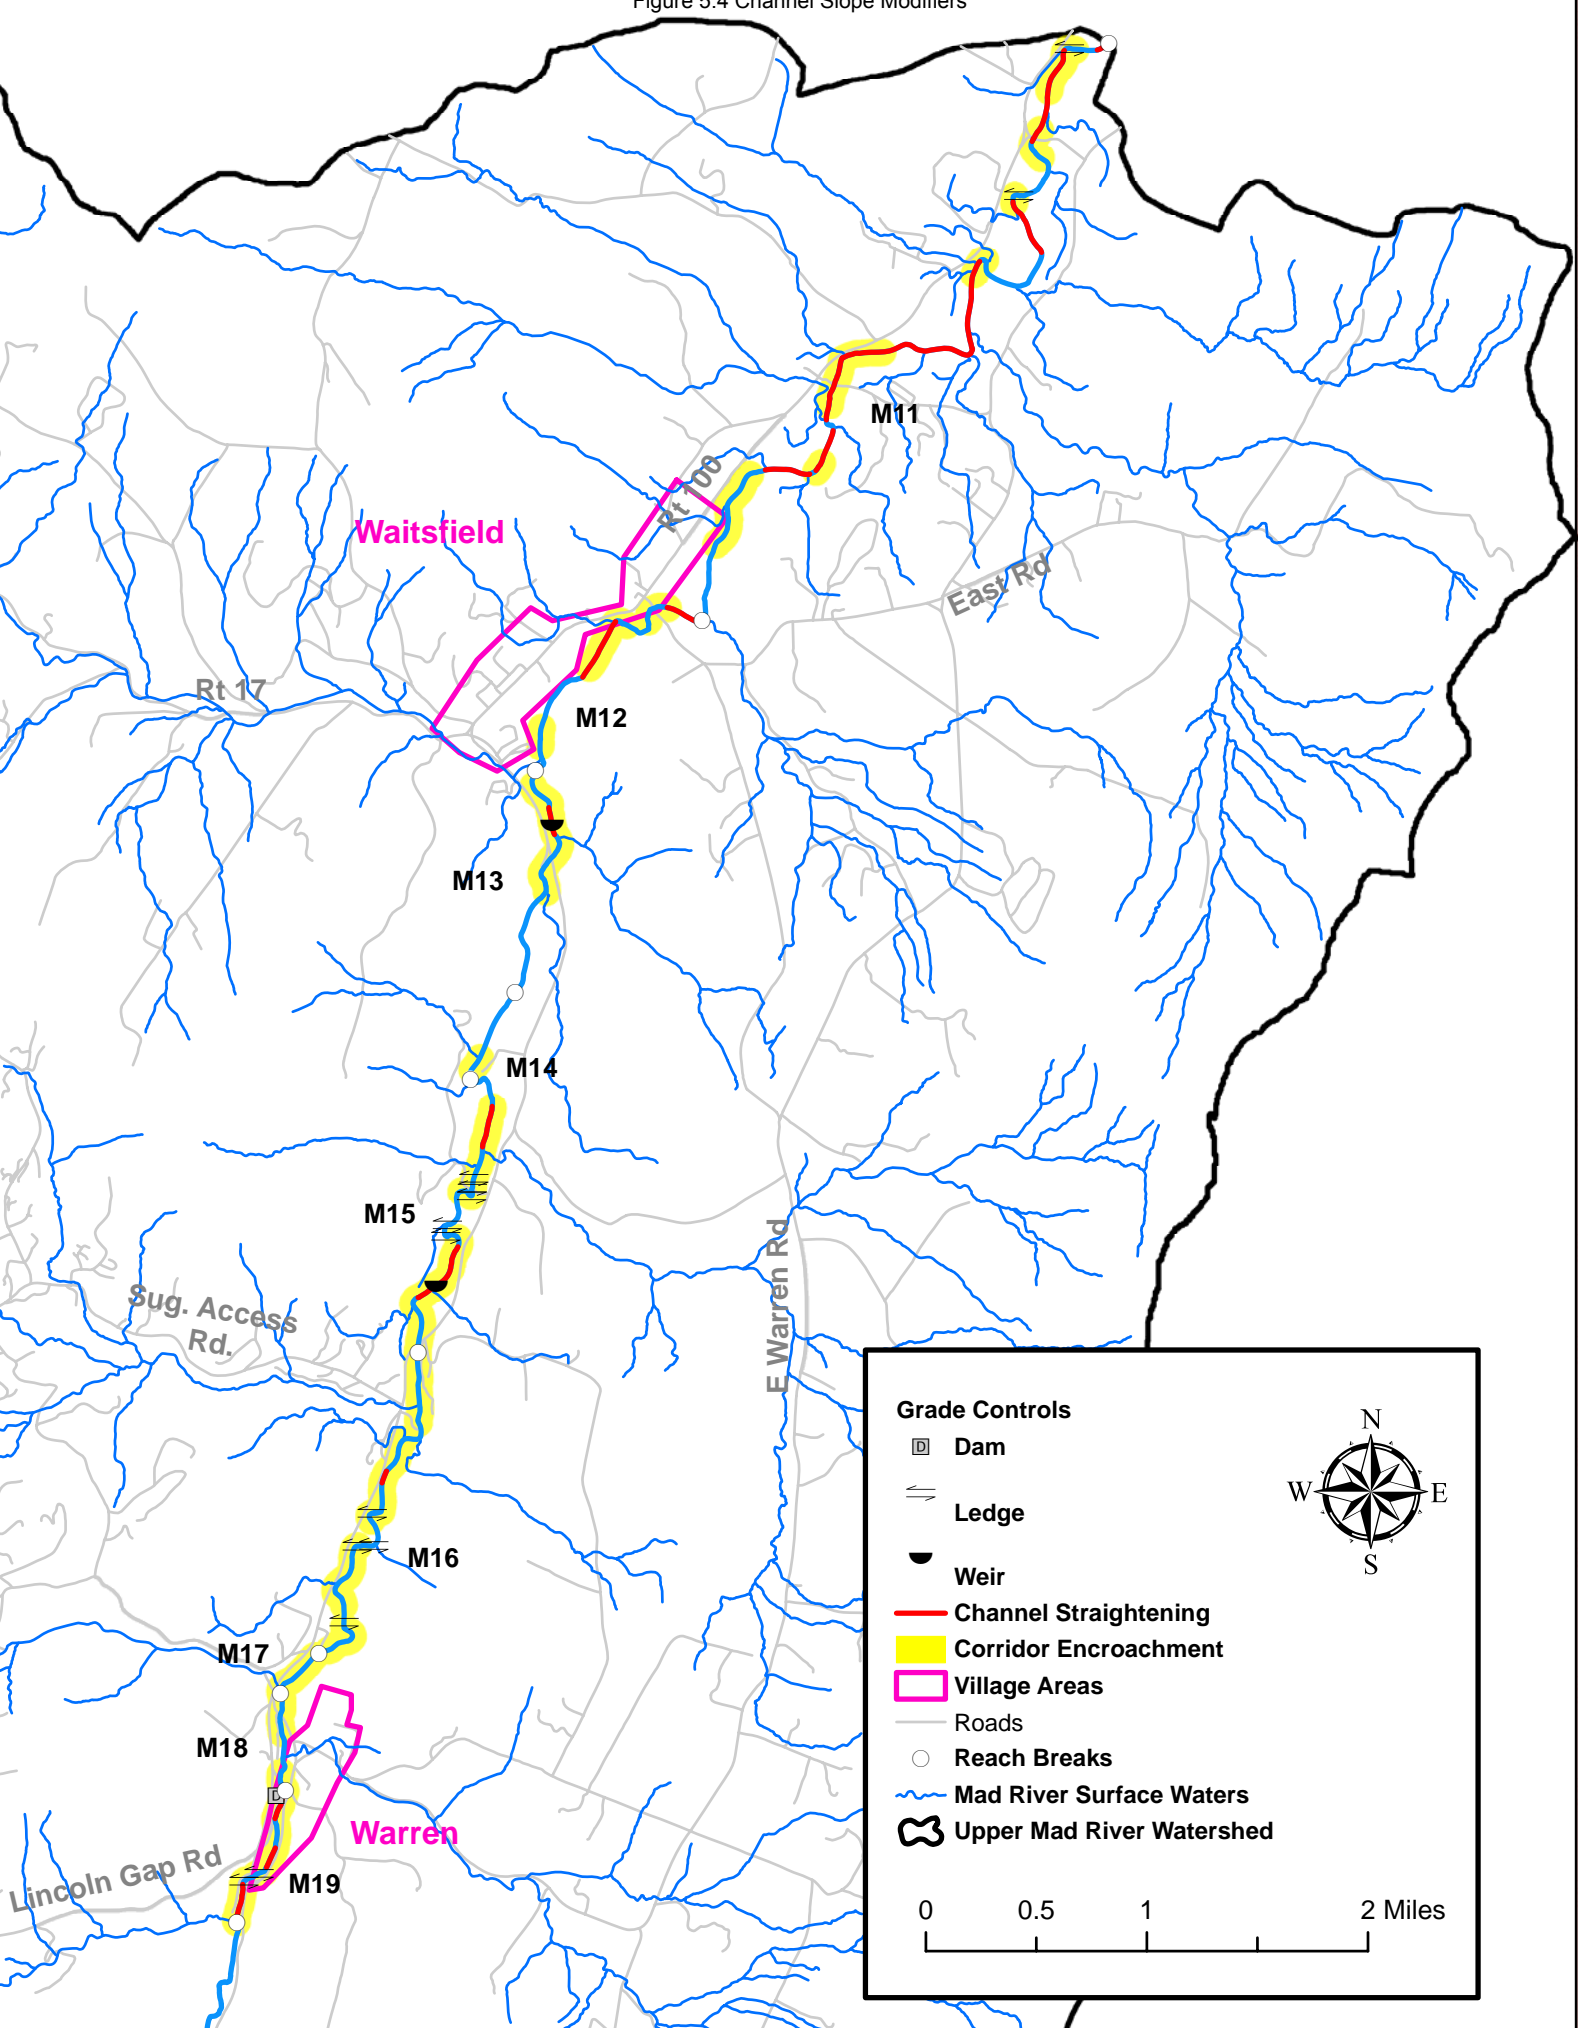 Figure 5.4 Channel Slope Modifiers
M11
Rt 100
Waitsfield
East Rd
Rt 17
M12
M13
M14
M15
E Warren Rd
Sug. Access
Rd.
M16
M17
M18
Warren
D
Lincoln Gap Rd
M19
Grade Controls
D Dam
Ledge
Weir
Channel Straightening
Corridor Encroachment
Village Areas
Roads
Reach Breaks
Mad River Surface Waters
Upper Mad River Watershed
N
W E
S
0 0.5 1 2 Miles